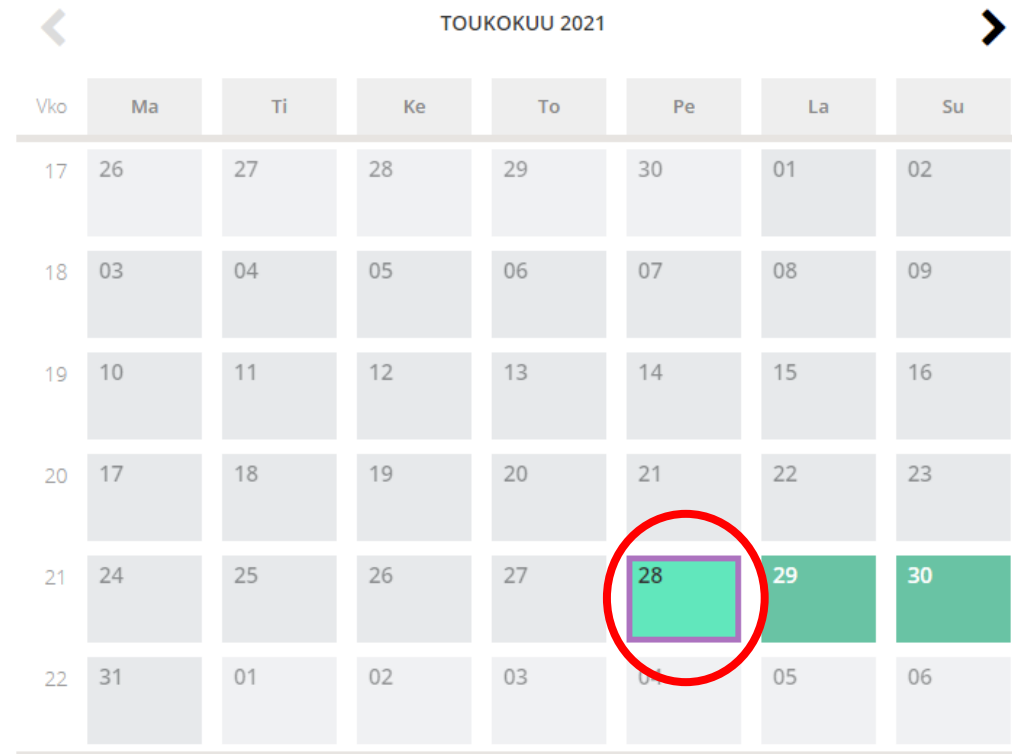 TOUKOKUU 2021
Vko Ma Ti Ke To Pe La Su
17 26 27 28 29 30 01 02
18 03 04 05 06 07 08 09
19 10 11 12 13 14 15 16
20 17 18 19 20 21 22 23
21 24 25 26 27 28 29 30
22 31 01 02 03 04 05 06